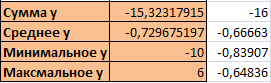 Сумма у -15,32317915 -16
Среднее у -0,729675197 -0,66663
Минимальное у -10 -0,83907
Максмальное у 6 -0,64836